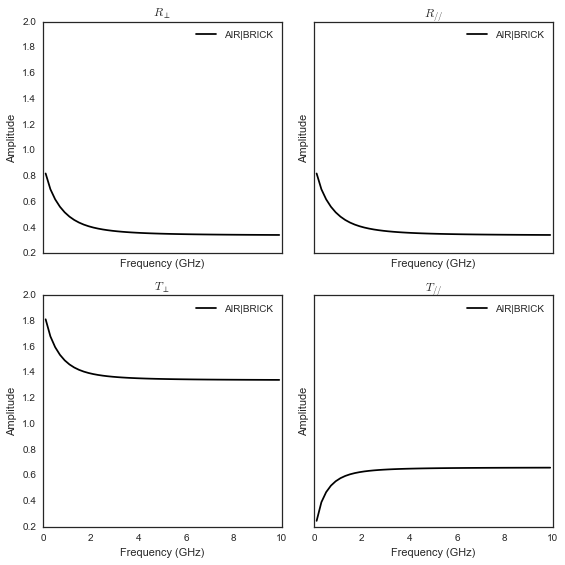 R⊥
R//
AIR|BRICK
AIR|BRICK
2.0
1.8
1.6
1.4
1.2
1.0
0.8
0.6
0.4
0.2
Amplitude
Amplitude
Frequency (GHz)
Frequency (GHz)
T⊥
T//
AIR|BRICK
AIR|BRICK
2.0
1.8
1.6
1.4
1.2
1.0
0.8
0.6
0.4
0.2
Amplitude
Amplitude
0 2 4 6 8 10
0 2 4 6 8 10
Frequency (GHz)
Frequency (GHz)